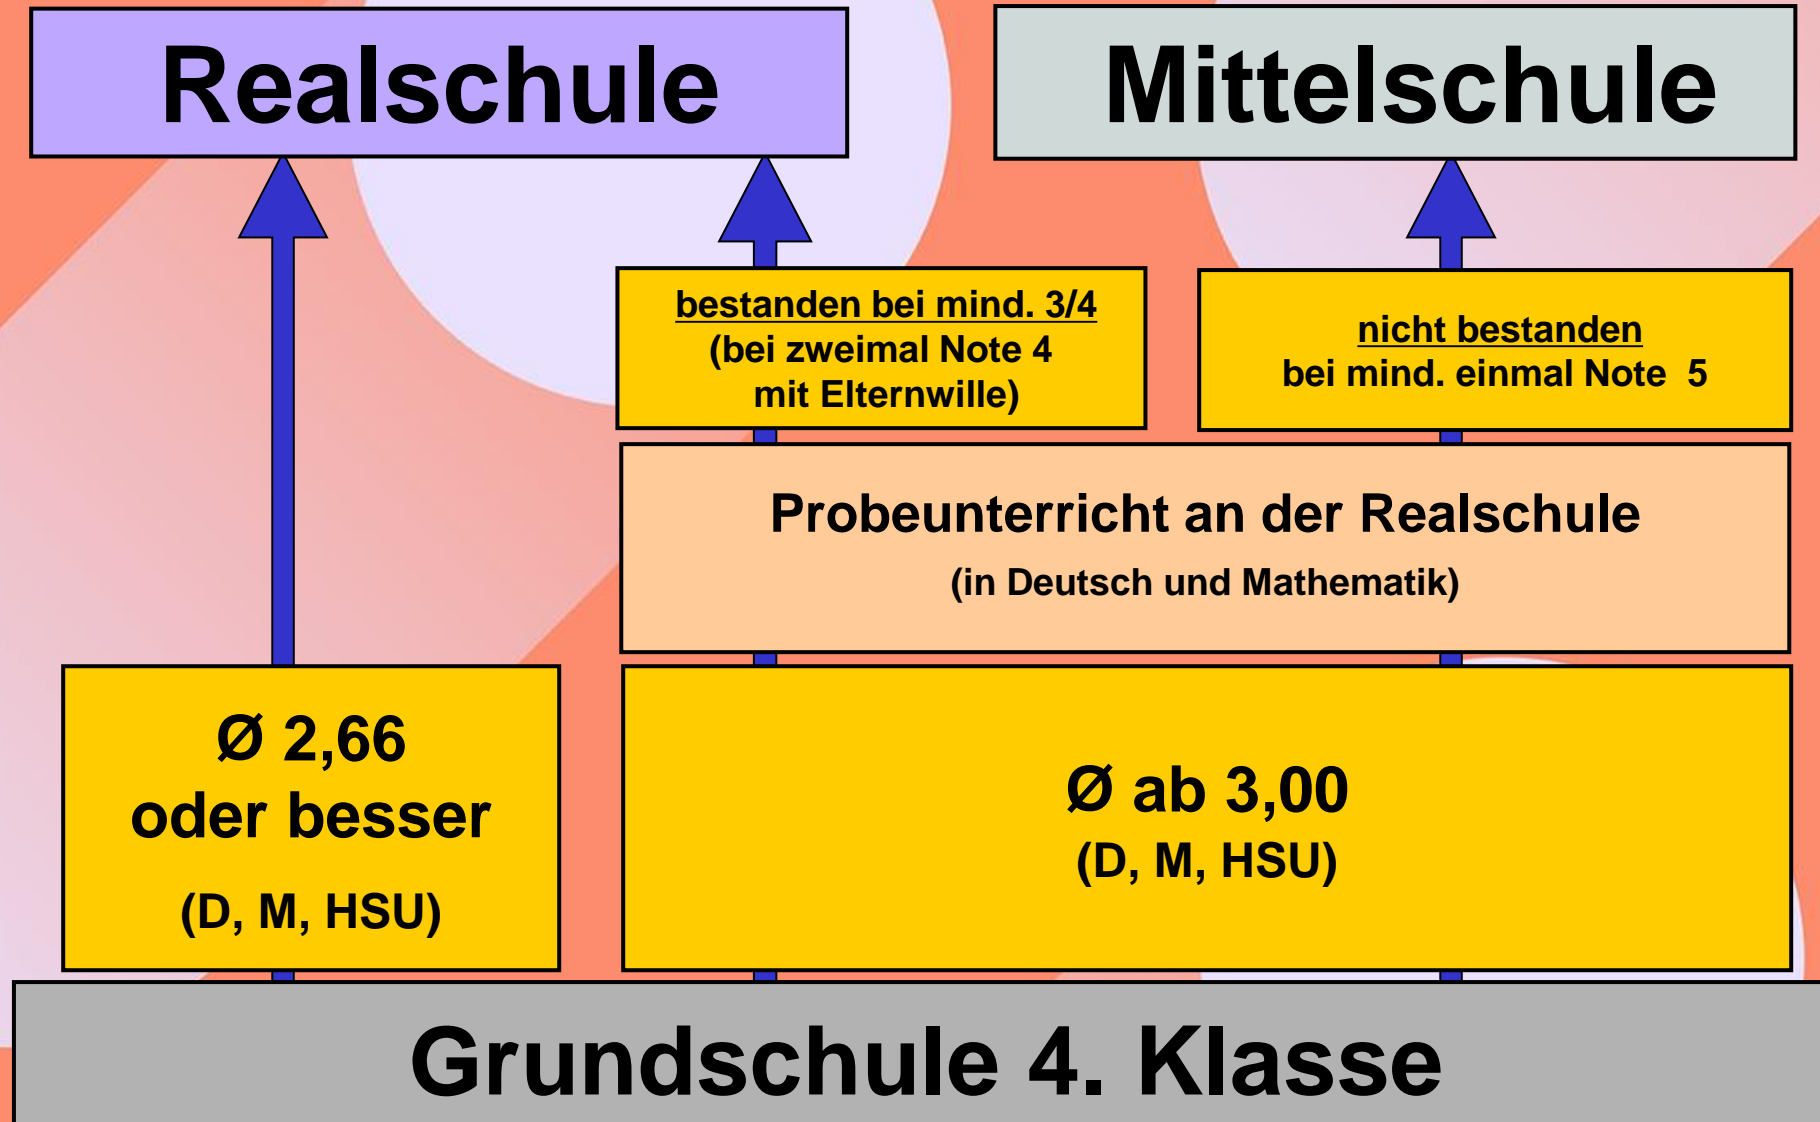 Realschule
Mittelschule
bestanden bei mind. 3/4
(bei zweimal Note 4
mit Elternwille)
nicht bestanden
bei mind. einmal Note 5
Probeunterricht an der Realschule
(in Deutsch und Mathematik)
Ø 2,66
oder besser
(D, M, HSU)
Ø ab 3,00
(D, M, HSU)
Grundschule 4. Klasse